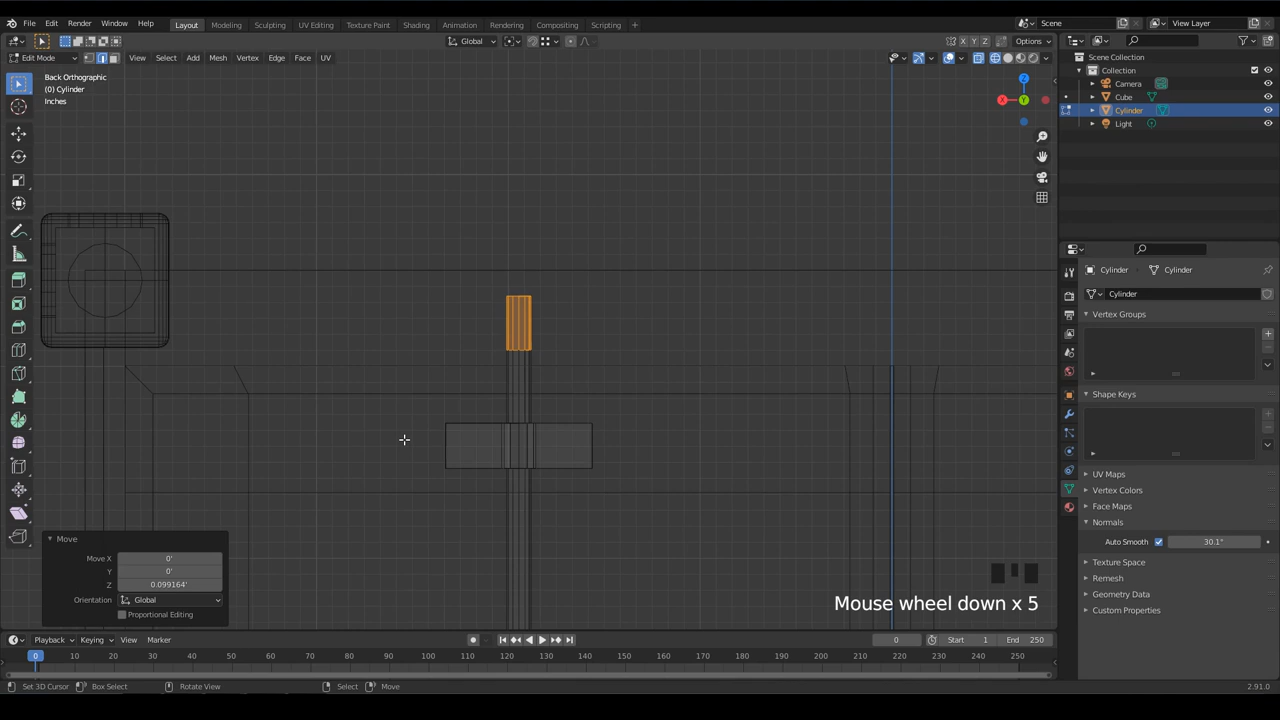 File Edit Render Window Help Layout Modeling Sculpting UV Editing Texture Paint Shading Animation Rendering Compositing Scripting + Scene View Layer
Global X Y Z Options
Edit Mode View Select Add Mesh Vertex Edge Face UV
Back Orthographic
(0) Cylinder
Inches
Z
X Y
Scene Collection
Collection
Camera
Cube
Cylinder
Light
Cylinder Cylinder
Cylinder
Vertex Groups
Shape Keys
UV Maps
Vertex Colors
Face Maps
Normals
Auto Smooth 30.1°
Texture Space
Remesh
Geometry Data
Custom Properties
Move
Move X 0'
Y 0'
Z 0.099164'
Orientation Global
Proportional Editing
Mouse wheel down x 5
Playback Keying View Marker 0 Start 1 End 250
0 10 20 30 40 50 60 70 80 90 100 110 120 130 140 150 160 170 180 190 200 210 220 230 240 250
Set 3D Cursor Box Select Rotate View Select Move 2.91.0